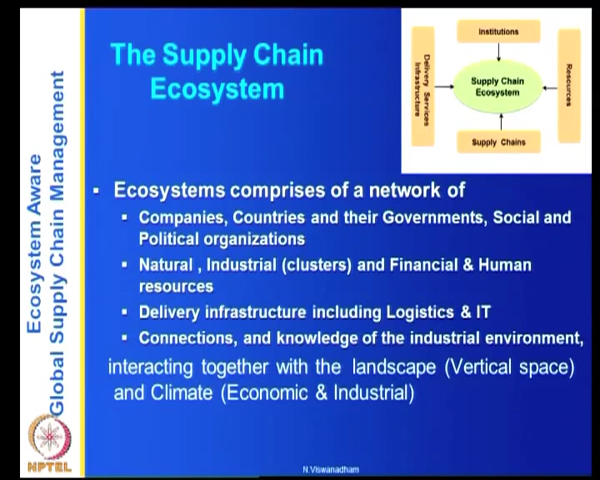 The Supply Chain
Ecosystem
Institutions
Delivery Services
Infrastructure
Supply Chain
Ecosystem
Resources
Supply Chains
Ecosystem Aware
Global Supply Chain Management
▪ Ecosystems comprises of a network of
▪ Companies, Countries and their Governments, Social and
Political organizations
▪ Natural , Industrial (clusters) and Financial & Human
resources
▪ Delivery infrastructure including Logistics & IT
▪ Connections, and knowledge of the industrial environment,
interacting together with the landscape (Vertical space)
and Climate (Economic & Industrial)
NPTEL
N.Viswanadham